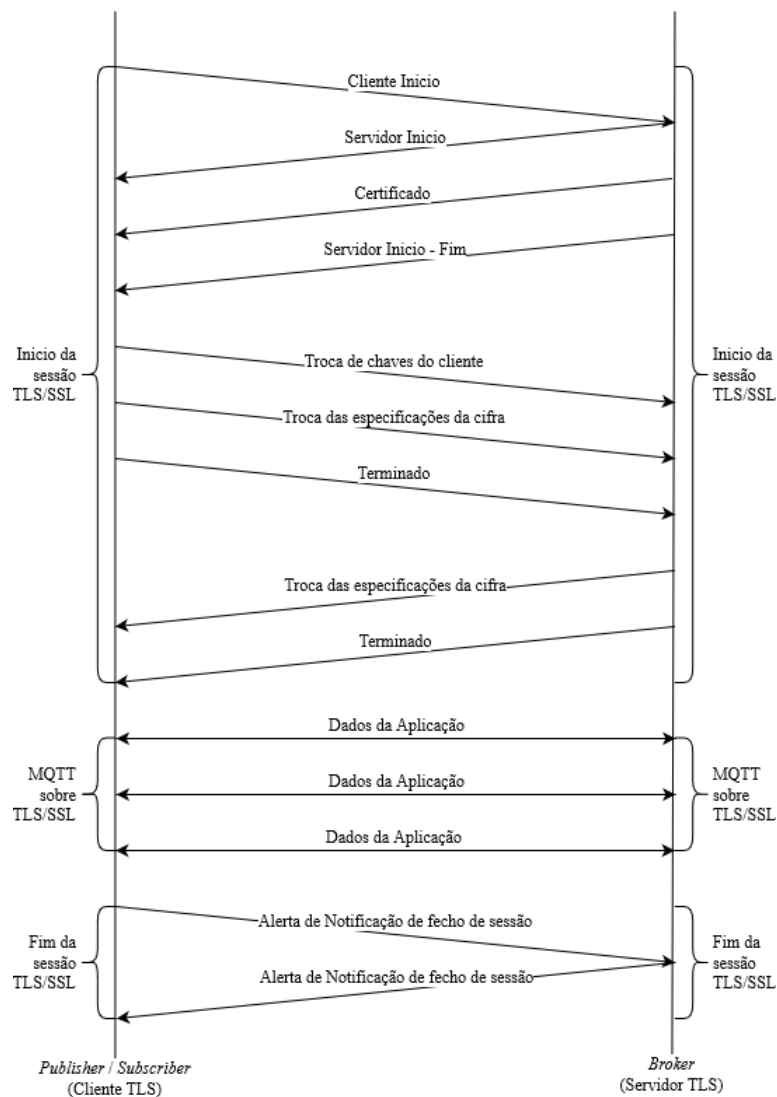 Cliente Inicio
Servidor Inicio
Certificado
Servidor Inicio - Fim
Inicio da
sessão
TLS/SSL
Inicio da
sessão
TLS/SSL
Troca de chaves do cliente
Troca das especificações da cifra
Terminado
Troca das especificações da cifra
Terminado
Dados da Aplicação
MQTT
sobre
TLS/SSL
Dados da Aplicação
MQTT
sobre
TLS/SSL
Dados da Aplicação
Alerta de Notificação de fecho de sessão
Fim da
sessão
TLS/SSL
Fim da
sessão
TLS/SSL
Alerta de Notificação de fecho de sessão
Publisher / Subscriber
(Cliente TLS)
Broker
(Servidor TLS)